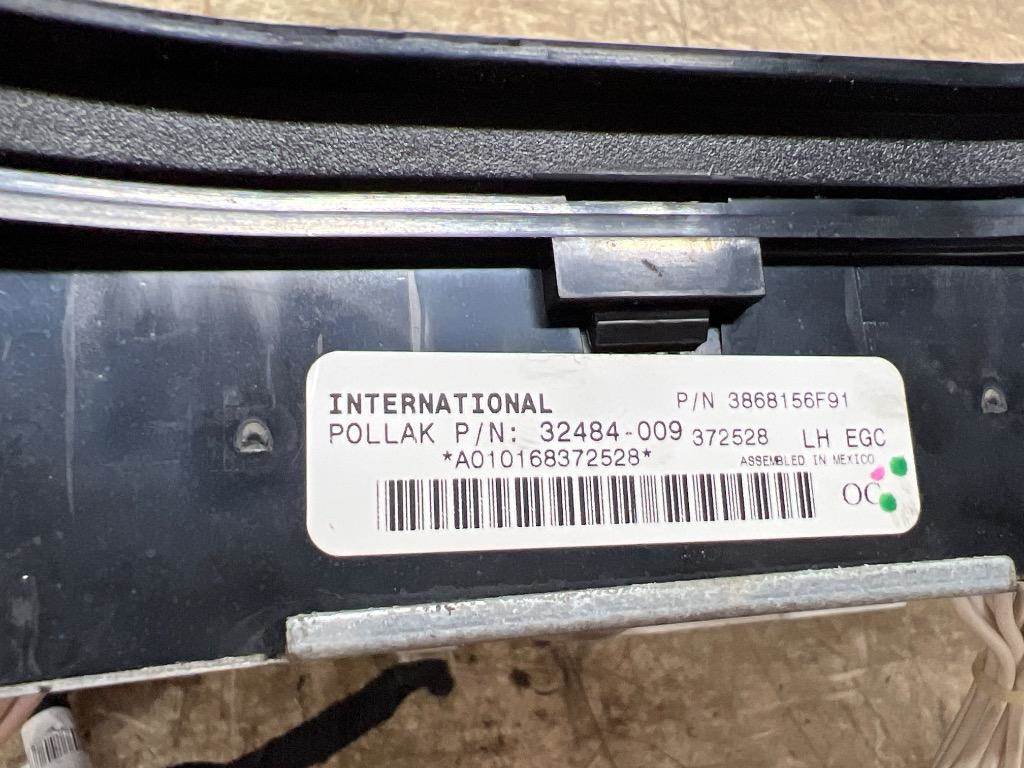 INTERNATIONAL P/N 3868156F91
POLLAK P/N: 32484-009 372528 LH EGC
*A010168372528* ASSEMBLED IN MEXICO
OC